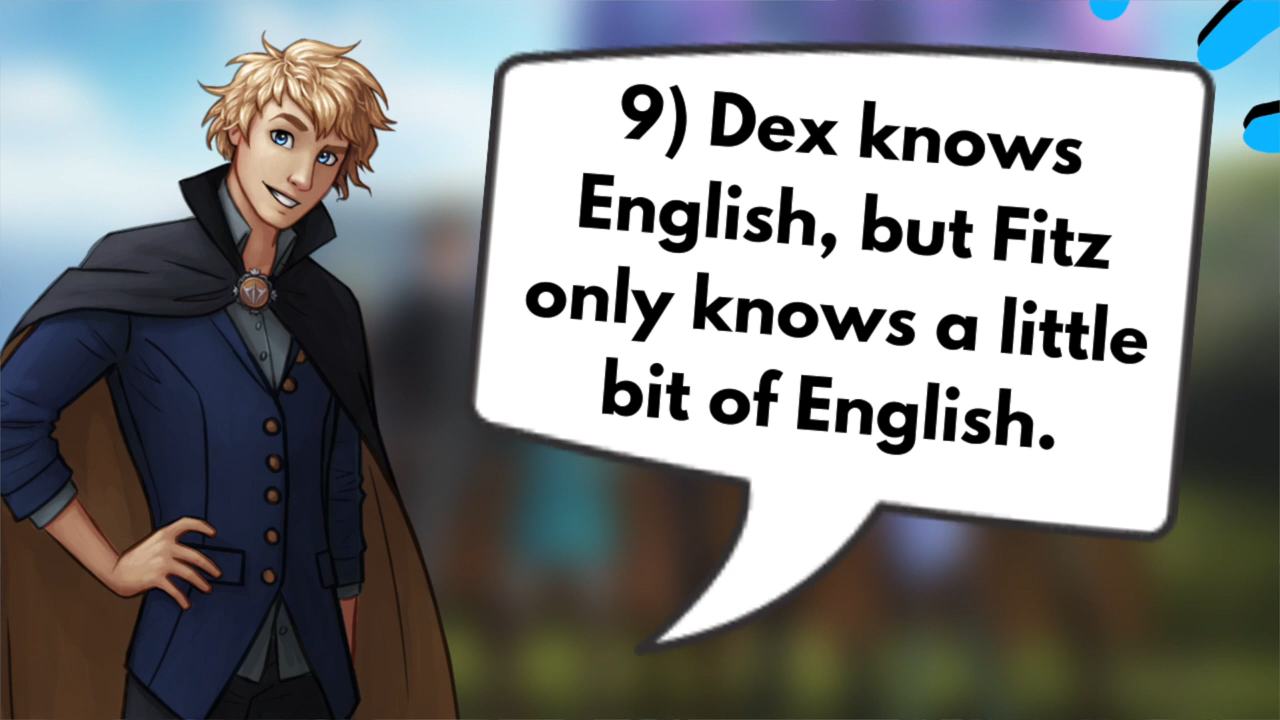 9) Dex knows
English, but Fitz
only knows a little
bit of English.